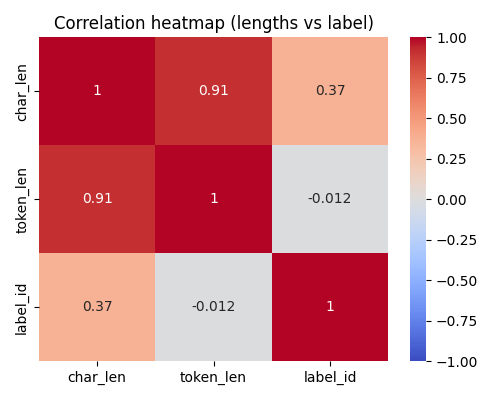 Correlation heatmap (lengths vs label)
char_len
1
0.91
0.37
token_len
0.91
1
-0.012
label_id
0.37
-0.012
1
char_len
token_len
label_id
1.00
0.75
0.50
0.25
0.00
−0.25
−0.50
−0.75
−1.00